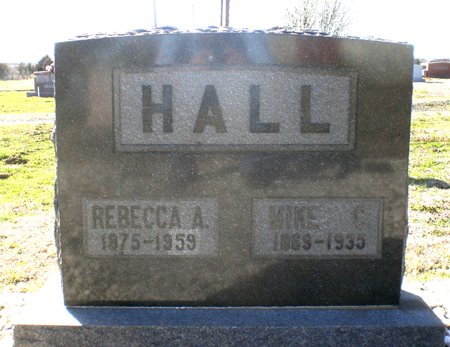 HALL
REBECCA A.
1875-1959
MIKE C.
1869-1935